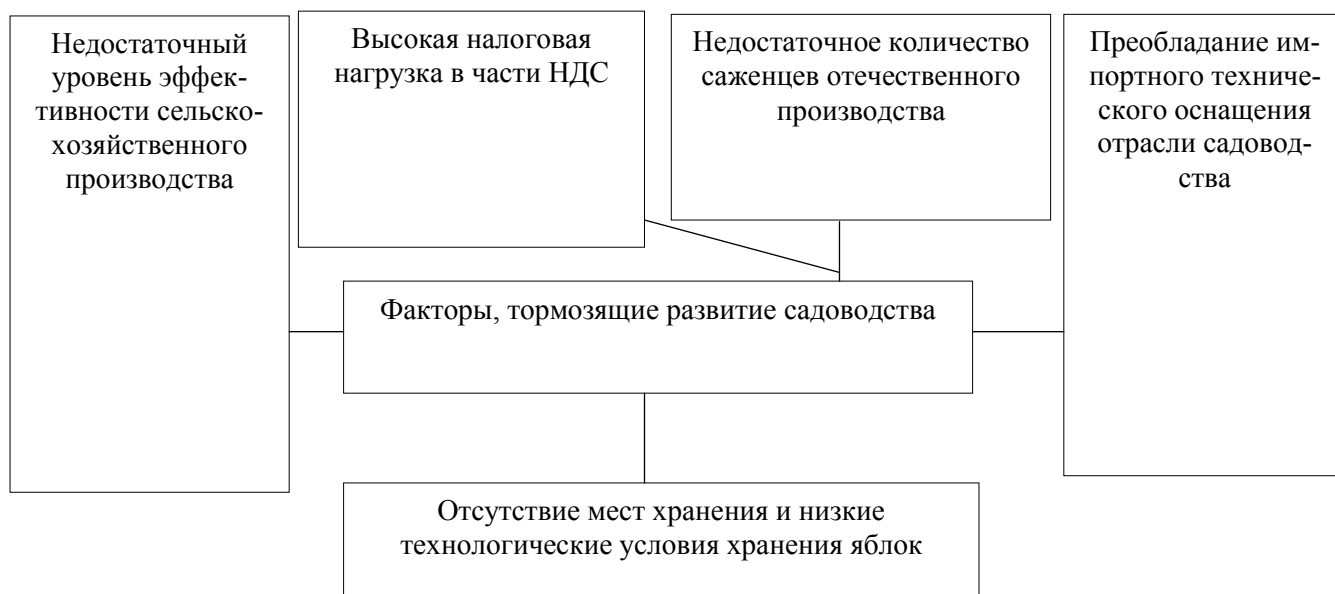 Недостаточный
уровень эффек-
тивности сельско-
хозяйственного
производства
Высокая налоговая
нагрузка в части НДС
Недостаточное количество
саженцев отечественного
производства
Преобладание им-
портного техниче-
ского оснащения
отрасли садовод-
ства
Факторы, тормозящие развитие садоводства
Отсутствие мест хранения и низкие
технологические условия хранения яблок